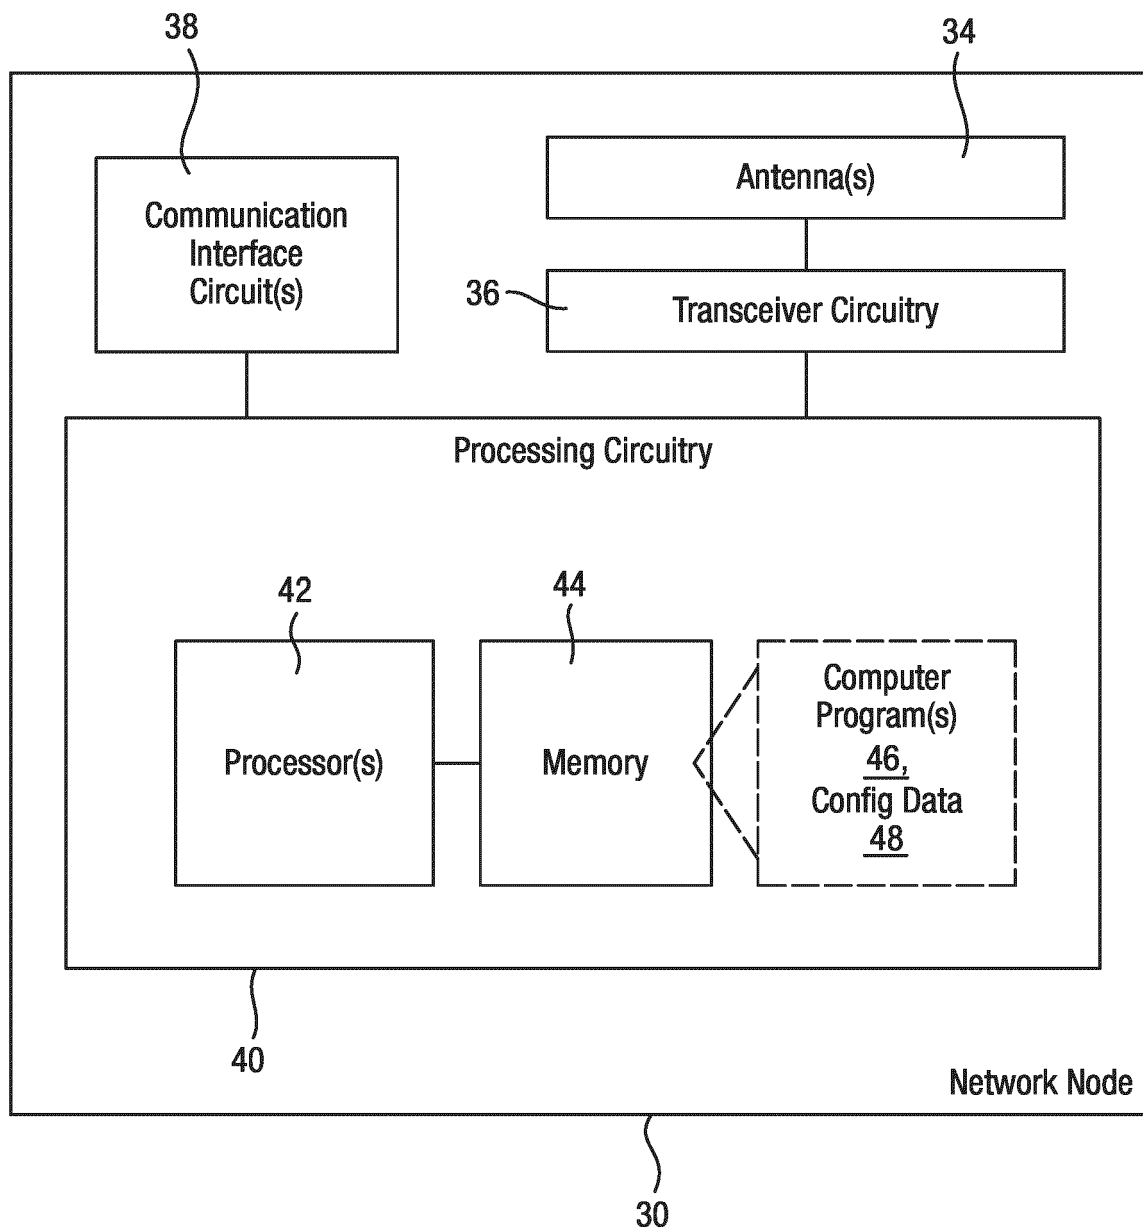 38
34
Communication
Interface
Circuit(s)
Antenna(s)
36
Transceiver Circuitry
Processing Circuitry
42
44
Processor(s)
Memory
Computer
Program(s)
46,
Config Data
48
40
Network Node
30